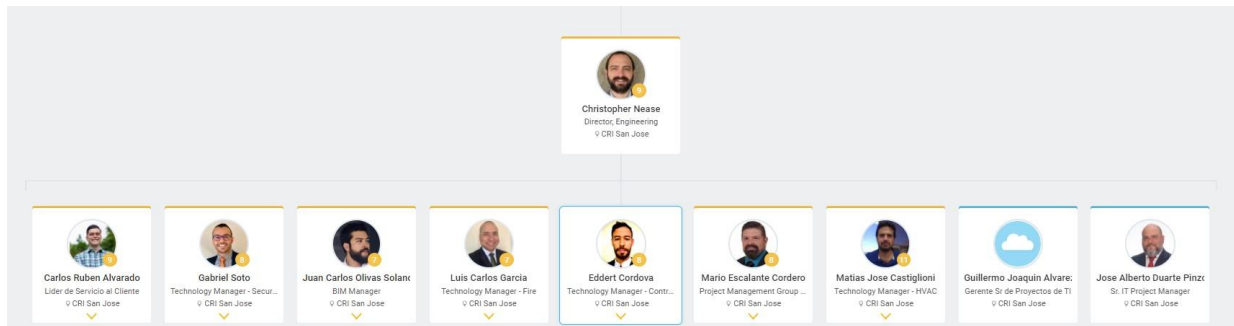 9
Christopher Nease
Director, Engineering
CRI San Jose
9
Carlos Ruben Alvarado
Lider de Servicio al Cliente
CRI San Jose
8
Gabriel Soto
Technology Manager - Secur...
CRI San Jose
7
Juan Carlos Olivas Solano
BIM Manager
CRI San Jose
7
Luis Carlos Garcia
Technology Manager - Fire
CRI San Jose
8
Eddert Cordova
Technology Manager - Contr...
CRI San Jose
8
Mario Escalante Cordero
Project Management Group ...
CRI San Jose
11
Matias Jose Castiglioni
Technology Manager - HVAC
CRI San Jose
Guillermo Joaquin Alvare
Gerente Sr de Proyectos de TI
CRI San Jose
Jose Alberto Duarte Pinzo
Sr. IT Project Manager
CRI San Jose